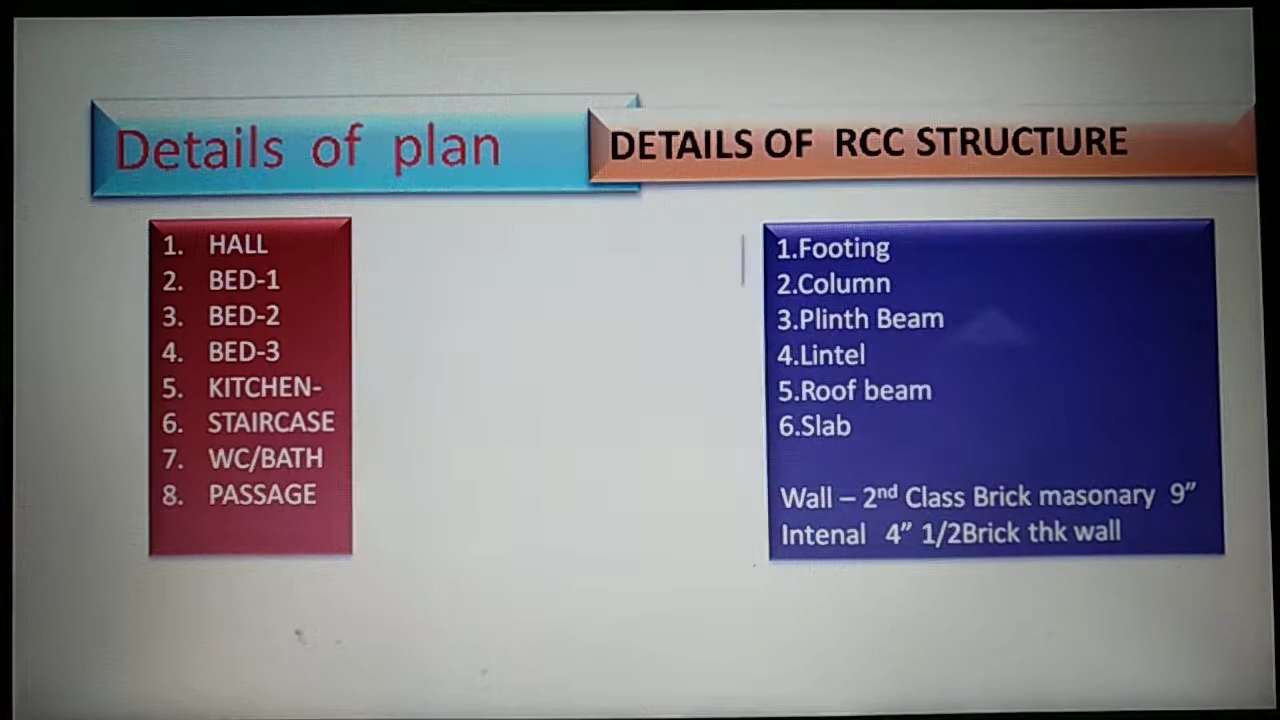 Details of plan
DETAILS OF RCC STRUCTURE
1. HALL
2. BED-1
3. BED-2
4. BED-3
5. KITCHEN-
6. STAIRCASE
7. WC/BATH
8. PASSAGE
1.Footing
2.Column
3.Plinth Beam
4.Lintel
5.Roof beam
6.Slab
Wall – 2nd Class Brick masonary 9”
Intenal 4” 1/2Brick thk wall